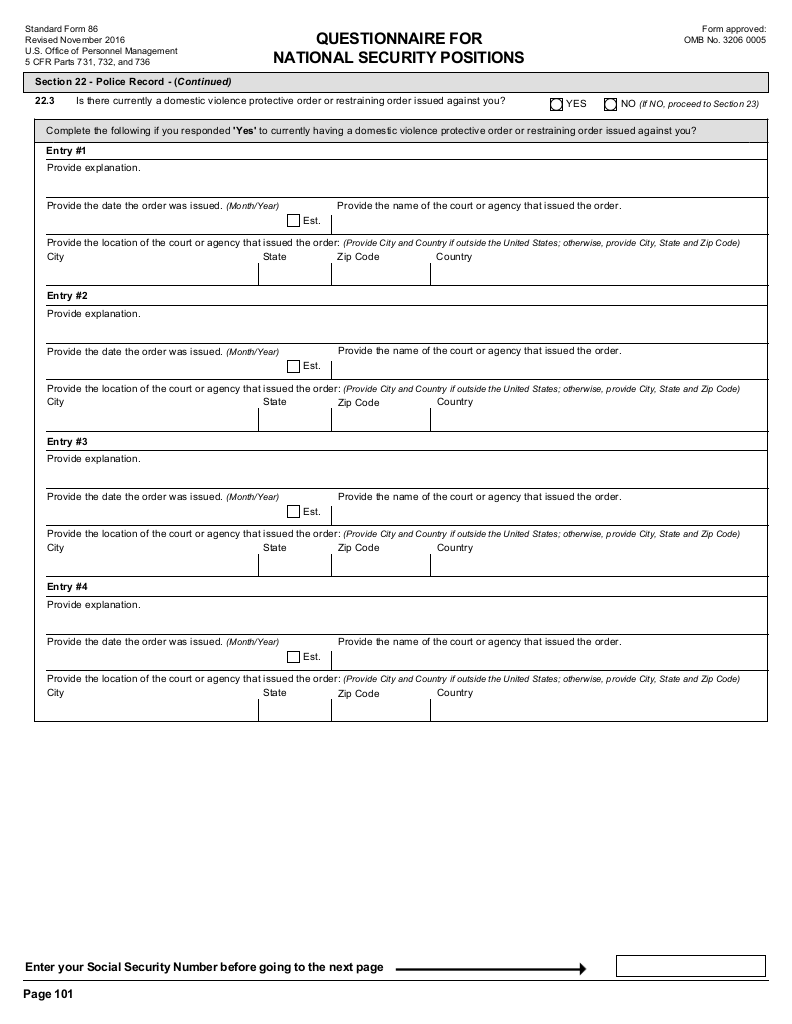 Standard Form 86
Revised November 2016
U.S. Office of Personnel Management
5 CFR Parts 731, 732, and 736
QUESTIONNAIRE FOR
NATIONAL SECURITY POSITIONS
Form approved:
OMB No. 3206 0005
Section 22 - Police Record - (Continued)
22.3 Is there currently a domestic violence protective order or restraining order issued against you? YES NO (If NO, proceed to Section 23)
Complete the following if you responded 'Yes' to currently having a domestic violence protective order or restraining order issued against you?
Entry #1
Provide explanation.
Provide the date the order was issued. (Month/Year) Provide the name of the court or agency that issued the order.
Est.
Provide the location of the court or agency that issued the order: (Provide City and Country if outside the United States; otherwise, provide City, State and Zip Code)
City State Zip Code Country
Entry #2
Provide explanation.
Provide the date the order was issued. (Month/Year) Provide the name of the court or agency that issued the order.
Est.
Provide the location of the court or agency that issued the order: (Provide City and Country if outside the United States; otherwise, provide City, State and Zip Code)
City State Zip Code Country
Entry #3
Provide explanation.
Provide the date the order was issued. (Month/Year) Provide the name of the court or agency that issued the order.
Est.
Provide the location of the court or agency that issued the order: (Provide City and Country if outside the United States; otherwise, provide City, State and Zip Code)
City State Zip Code Country
Entry #4
Provide explanation.
Provide the date the order was issued. (Month/Year) Provide the name of the court or agency that issued the order.
Est.
Provide the location of the court or agency that issued the order: (Provide City and Country if outside the United States; otherwise, provide City, State and Zip Code)
City State Zip Code Country
Enter your Social Security Number before going to the next page
Page 101